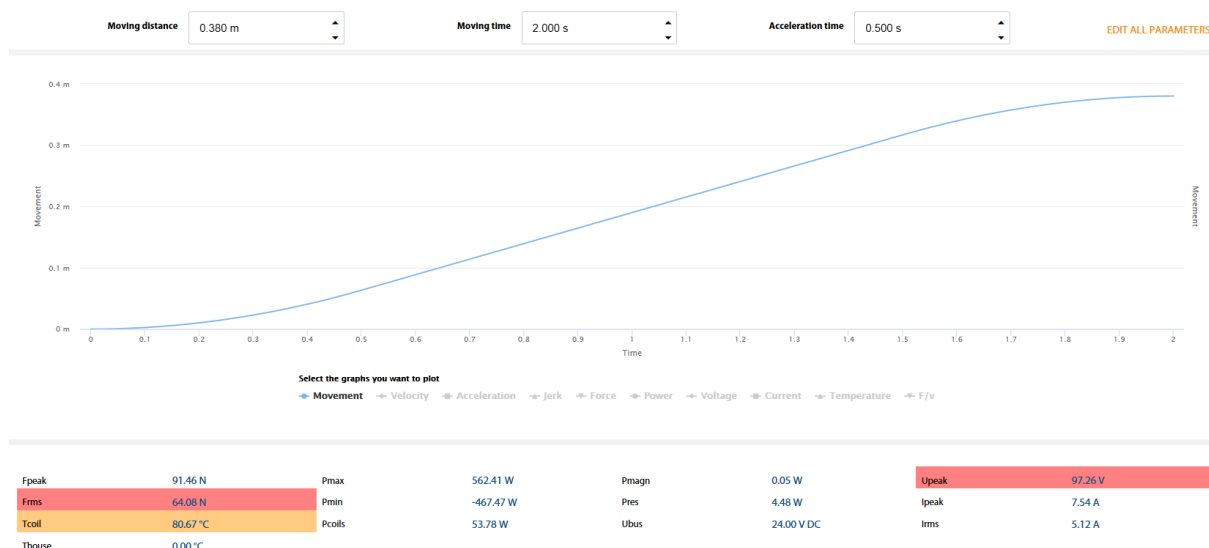 Moving distance 0.380 m Moving time 2.000 s Acceleration time 0.500 s EDIT ALL PARAMETERS
0.4 m
0.3 m
0.2 m
0.1 m
0 m
Movement
Movement
0 0.1 0.2 0.3 0.4 0.5 0.6 0.7 0.8 0.9 1 1.1 1.2 1.3 1.4 1.5 1.6 1.7 1.8 1.9 2
Time
Select the graphs you want to plot
Movement Velocity Acceleration Jerk Force Power Voltage Current Temperature F/v
Fpeak 91.46 N Pmax 562.41 W Pmagn 0.05 W Upeak 97.26 V
Frms 64.08 N Pmin -467.47 W Pres 4.48 W Ipeak 7.54 A
Tcoil 80.67 °C Pcoils 53.78 W Ubus 24.00 V DC Irms 5.12 A
Thouse 0.00 °C